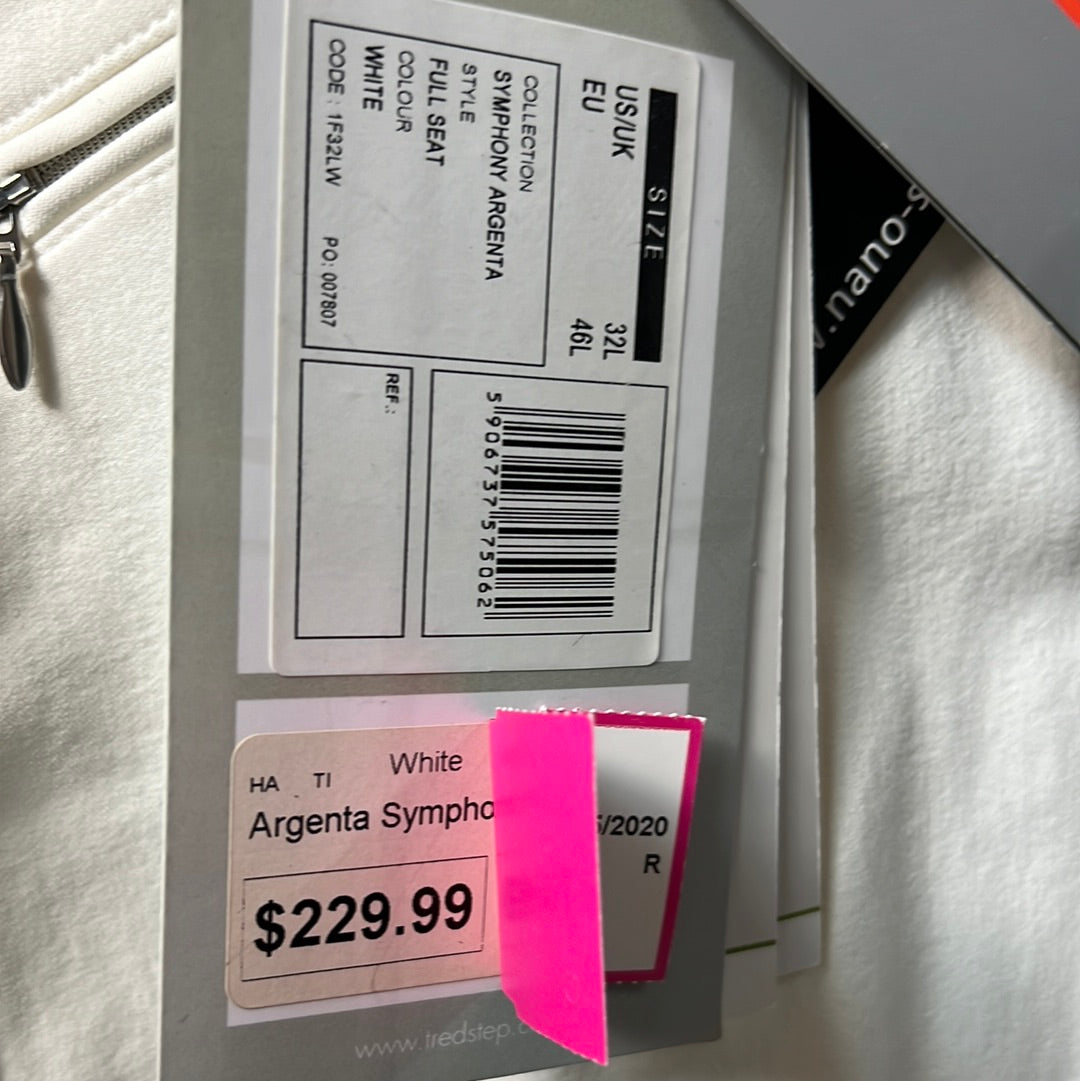 SIZE
US/UK 32L
EU 46L
COLLECTION
SYMPHONY ARGENTA
STYLE
FULL SEAT
COLOUR
WHITE
CODE : 1F32LW PO: 007807
5 906737 575062
REF.:
White
HA TI
Argenta Sympho
/2020
R
$229.99
www.tredstep.c
.nano-s